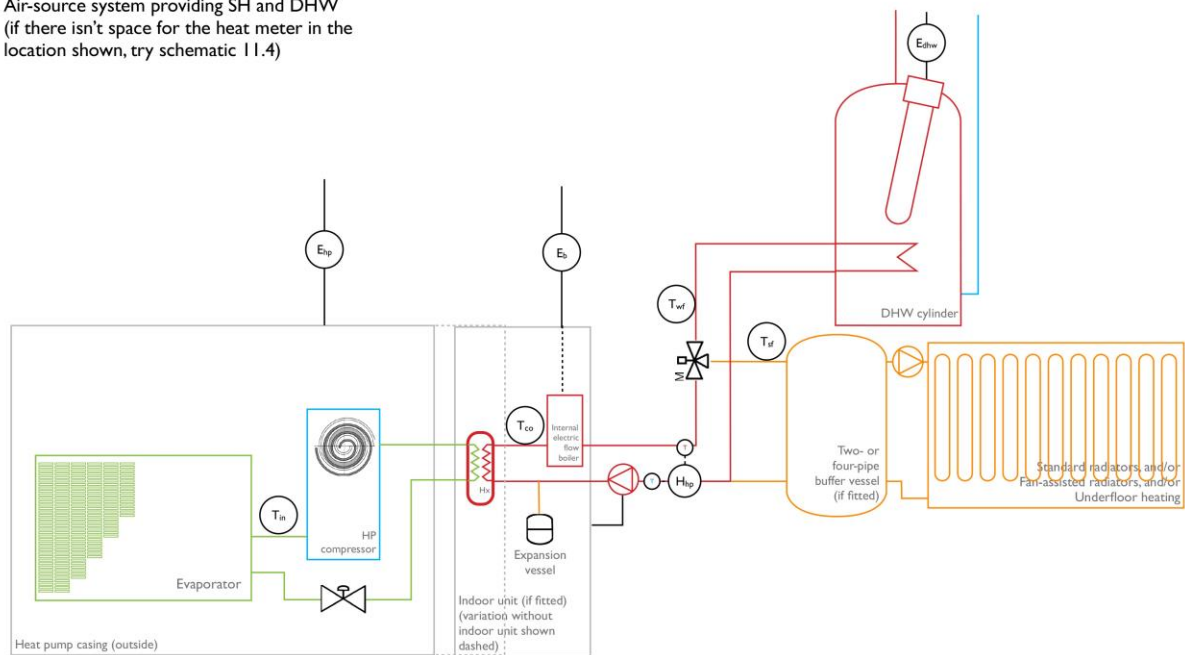 Air-source system providing SH and DHW
(if there isn't space for the heat meter in the
location shown, try schematic 11.4)
Edhw
Ehp
Eb
Twf
DHW cylinder
Tsf
M
Tco
Internal
electric
flow
boiler
T
Two- or
four-pipe
buffer vessel
(if fitted)
Standard radiators, and/or
Fan-assisted radiators, and/or
Underfloor heating
Hx
T
Hhp
Tin
HP
compressor
Expansion
vessel
Evaporator
Indoor unit (if fitted)
(variation without
indoor unit shown
dashed)
Heat pump casing (outside)